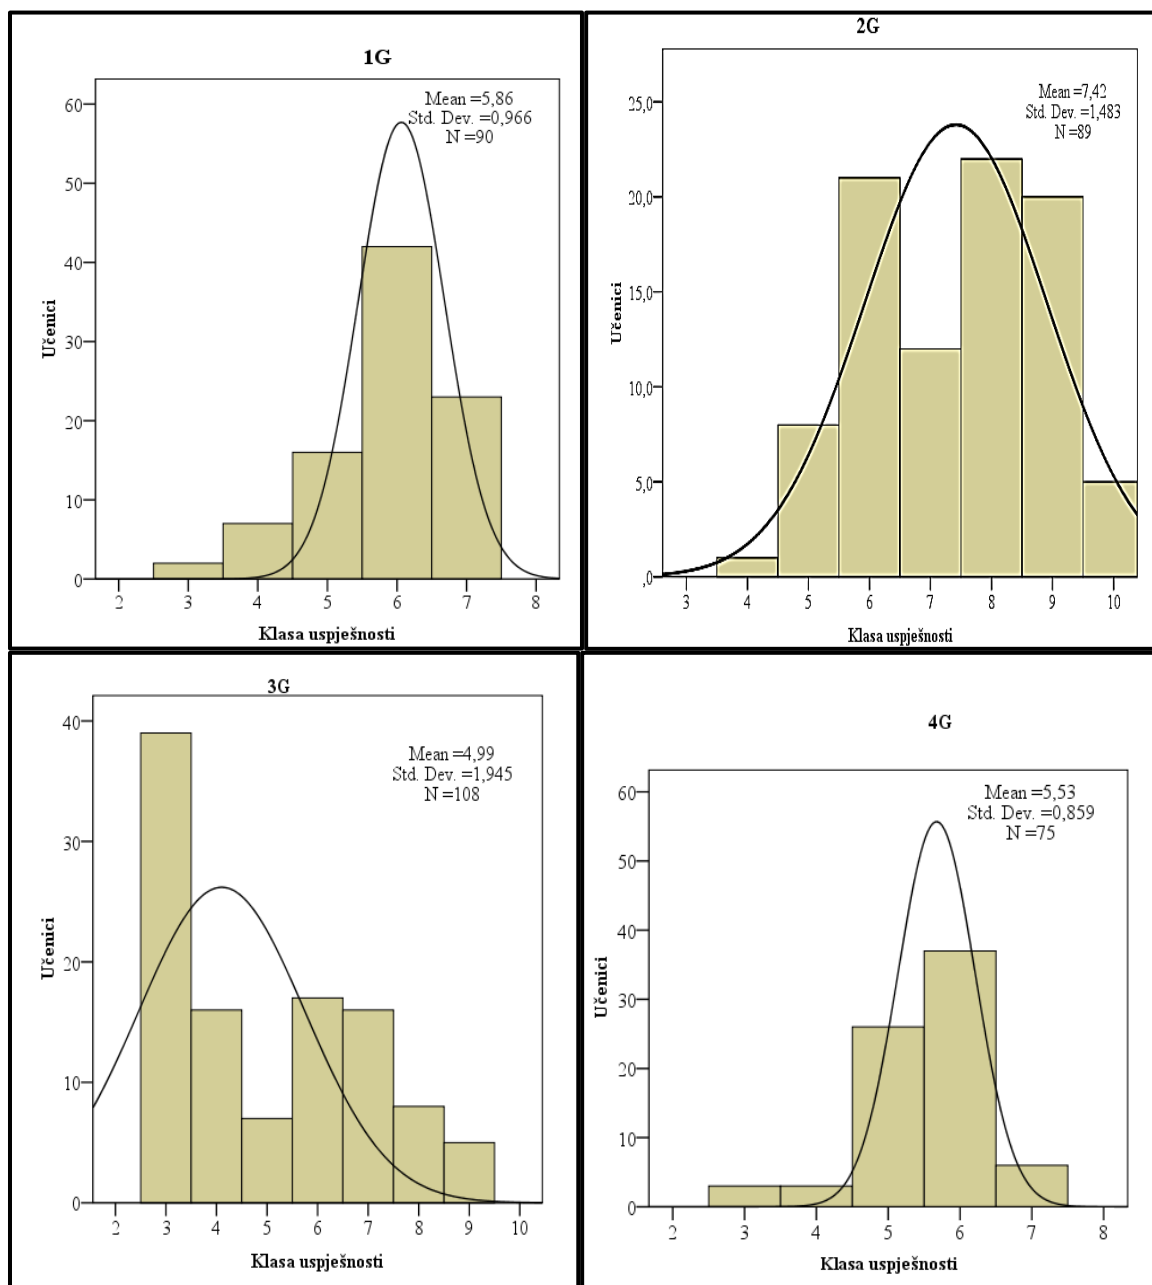 1G
Mean =5,86
Std. Dev. =0,966
N =90
60
50
40
30
20
10
0
Učenici
2 3 4 5 6 7 8
Klasa uspješnosti
2G
Mean =7,42
Std. Dev. =1,483
N =89
25,0
20,0
15,0
10,0
5,0
,0
Učenici
3 4 5 6 7 8 9 10
Klasa uspješnosti
3G
Mean =4,99
Std. Dev. =1,945
N =108
40
30
20
10
0
Učenici
2 3 4 5 6 7 8 9 10
Klasa uspješnosti
4G
Mean =5,53
Std. Dev. =0,859
N =75
60
50
40
30
20
10
0
Učenici
2 3 4 5 6 7 8
Klasa uspješnosti